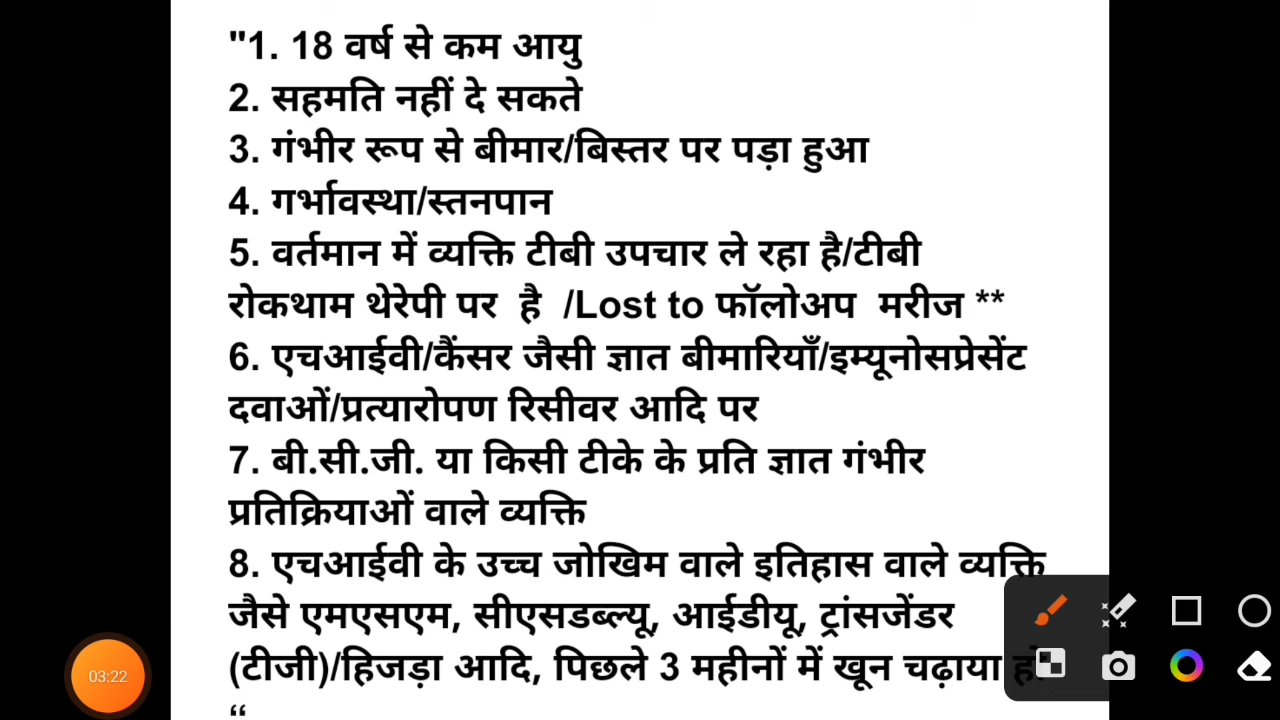 "1. 18 वर्ष से कम आयु
2. सहमति नहीं दे सकते
3. गंभीर रूप से बीमार/बिस्तर पर पड़ा हुआ
4. गर्भावस्था/स्तनपान
5. वर्तमान में व्यक्ति टीबी उपचार ले रहा है/टीबी
रोकथाम थेरेपी पर है /Lost to फॉलोअप मरीज **
6. एचआईवी/कैंसर जैसी ज्ञात बीमारियाँ/इम्यूनोसप्रेसेंट
दवाओं/प्रत्यारोपण रिसीवर आदि पर
7. बी.सी.जी. या किसी टीके के प्रति ज्ञात गंभीर
प्रतिक्रियाओं वाले व्यक्ति
8. एचआईवी के उच्च जोखिम वाले इतिहास वाले व्यक्ति
जैसे एमएसएम, सीएसडब्ल्यू, आईडीयू, ट्रांसजेंडर
(टीजी)/हिजड़ा आदि, पिछले 3 महीनों में खून चढ़ाया हो
“
03:22